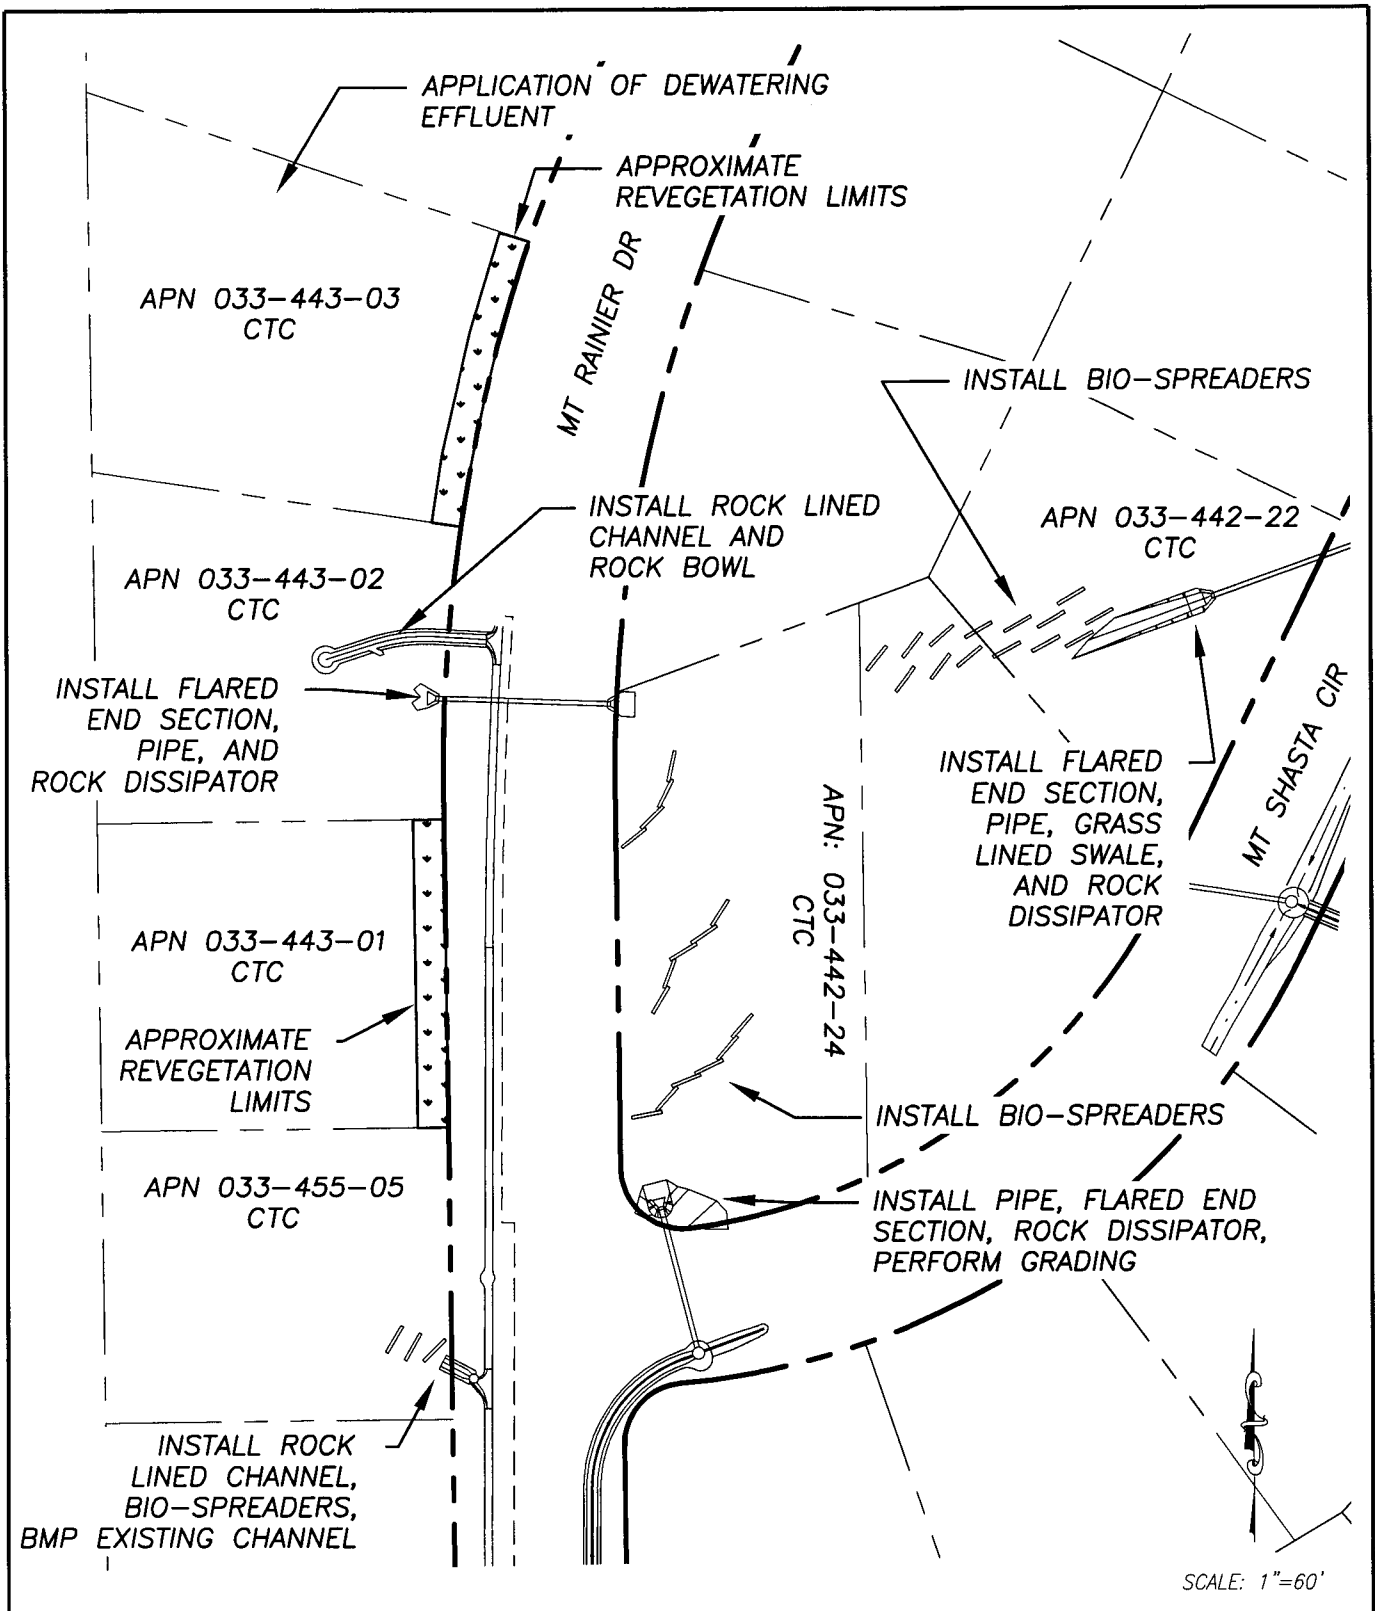 APPLICATION OF DEWATERING
EFFLUENT
APPROXIMATE
REVEGETATION LIMITS
MT RAINIER DR
APN 033-443-03
CTC
INSTALL BIO-SPREADERS
INSTALL ROCK LINED
CHANNEL AND
ROCK BOWL
APN 033-442-22
CTC
APN 033-443-02
CTC
INSTALL FLARED
END SECTION,
PIPE, AND
ROCK DISSIPATOR
MT SHASTA CIR
INSTALL FLARED
END SECTION,
PIPE, GRASS
LINED SWALE,
AND ROCK
DISSIPATOR
APN: 033-442-24
CTC
APN 033-443-01
CTC
APPROXIMATE
REVEGETATION
LIMITS
INSTALL BIO-SPREADERS
APN 033-455-05
CTC
INSTALL PIPE, FLARED END
SECTION, ROCK DISSIPATOR,
PERFORM GRADING
INSTALL ROCK
LINED CHANNEL,
BIO-SPREADERS,
BMP EXISTING CHANNEL
SCALE: 1"=60'